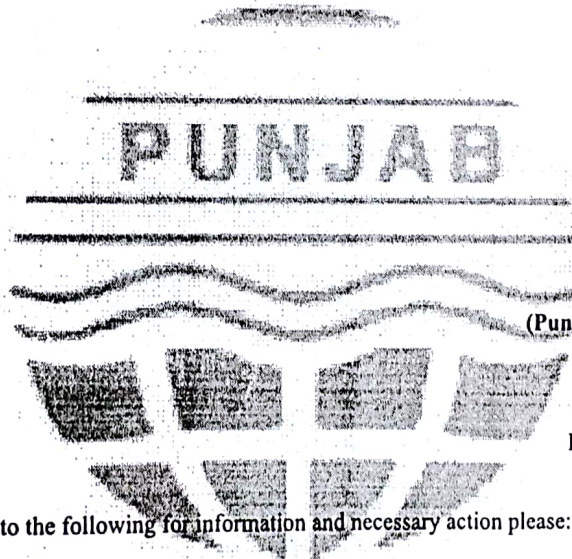 PUNJAB
(Pun
to the following for information and necessary action please: